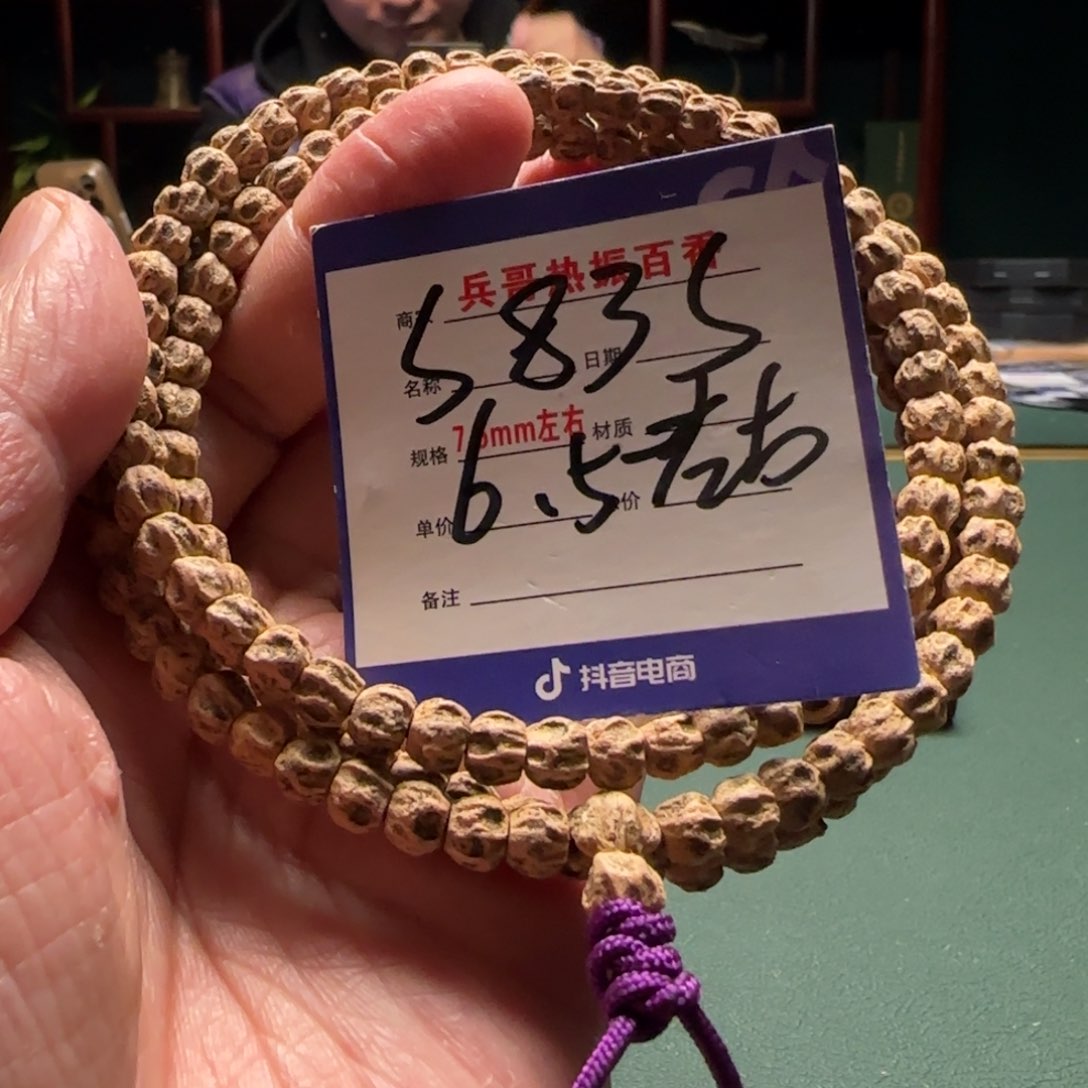 兵哥热振百香
商家
5835
名称 日期
规格 7.5mm左右 材质
6.5左右
单价 价
备注
抖音电商